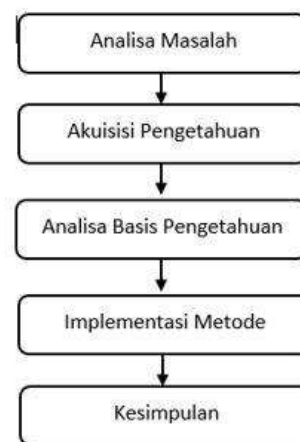 Analisa Masalah
Akuisisi Pengetahuan
Analisa Basis Pengetahuan
Implementasi Metode
Kesimpulan